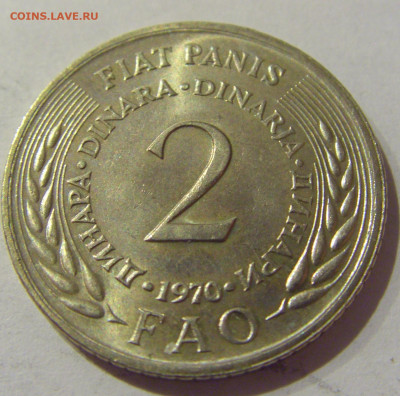 COINS.LAVE.RU
FIAT PANIS
ДИНАРА · DINARA · DINARJA · ДИНАРИ
2
· 1970 ·
FAO